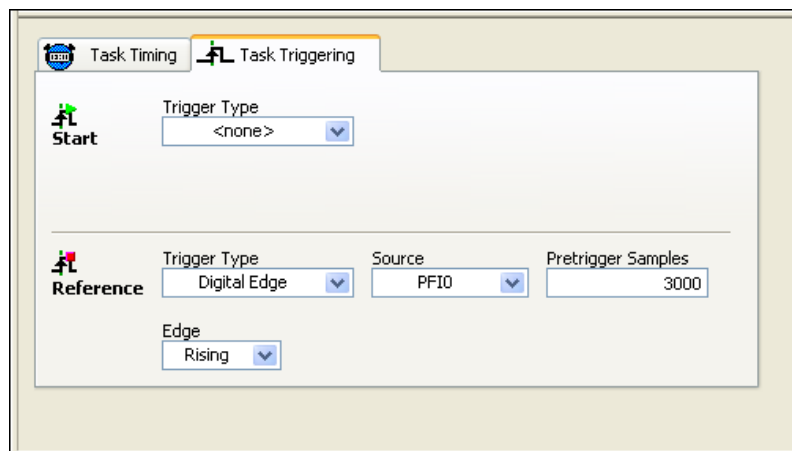 Task Timing
Task Triggering
Start
Trigger Type
<none>
Reference
Trigger Type
Digital Edge
Source
PFI0
Pretrigger Samples
3000
Edge
Rising